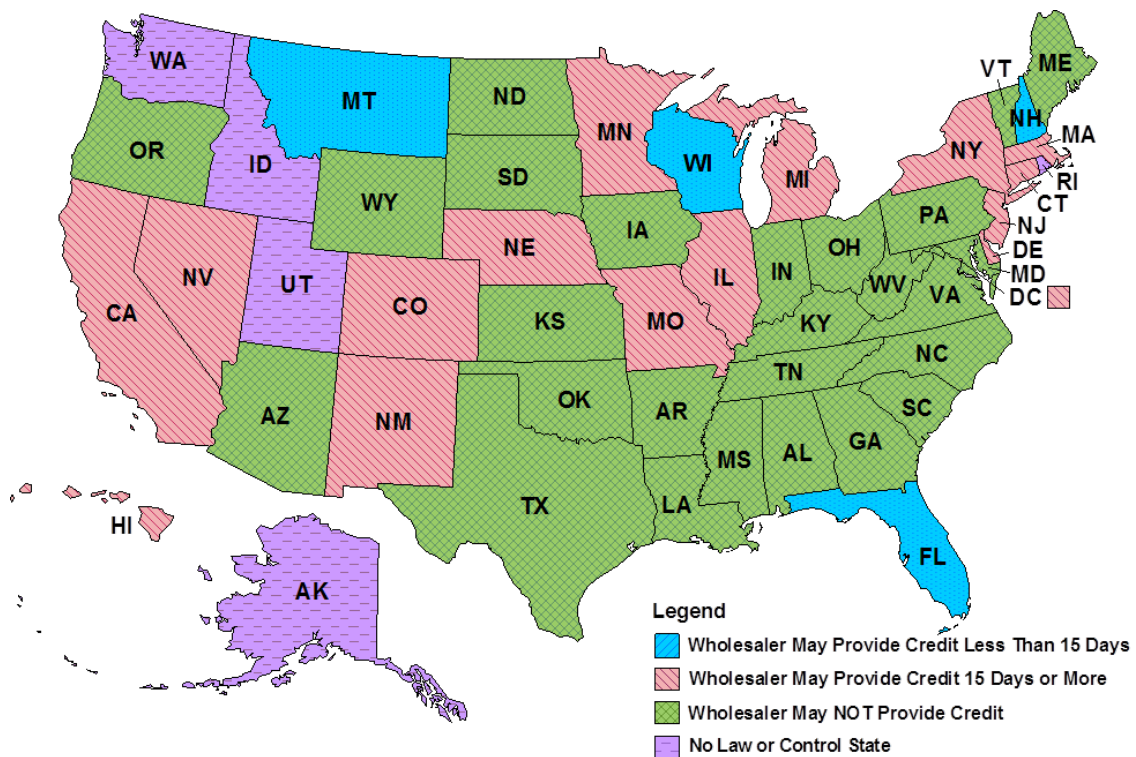 WA
MT
ND
MN
VT
ME
NH
OR
ID
WY
SD
WI
MI
NY
MA
RI
CT
NJ
DE
MD
DC
NV
UT
CA
CO
NE
IA
IL
IN
OH
PA
WV
VA
KS
MO
KY
NC
TN
SC
AZ
NM
OK
AR
MS
AL
GA
TX
LA
FL
HI
AK
Legend
Wholesaler May Provide Credit Less Than 15 Days
Wholesaler May Provide Credit 15 Days or More
Wholesaler May NOT Provide Credit
No Law or Control State